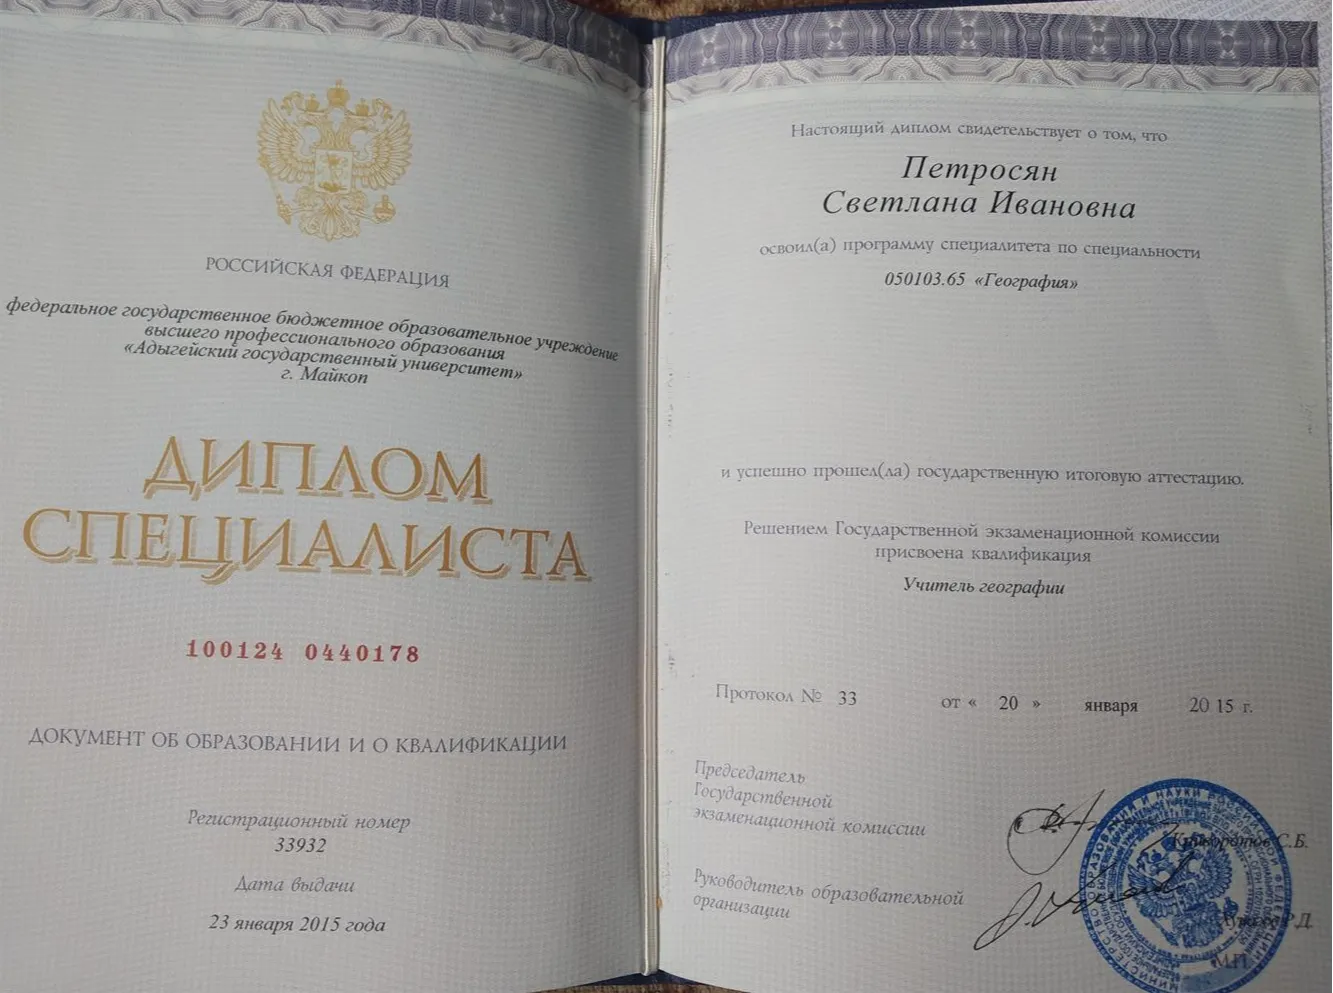 РОССИЙСКАЯ ФЕДЕРАЦИЯ
федеральное государственное бюджетное образовательное учреждение
высшего профессионального образования
«Адыгейский государственный университет»
г. Майкоп
ДИПЛОМ
СПЕЦИАЛИСТА
100124 0440178
ДОКУМЕНТ ОБ ОБРАЗОВАНИИ И О КВАЛИФИКАЦИИ
Регистрационный номер
33932
Дата выдачи
23 января 2015 года
Настоящий диплом свидетельствует о том, что
Петросян
Светлана Ивановна
освоил(а) программу специалитета по специальности
050103.65 «География»
и успешно прошел(ла) государственную итоговую аттестацию.
Решением Государственной экзаменационной комиссии
присвоена квалификация
Учитель географии
Протокол № 33 от « 20 » января 20 15 г.
Председатель
Государственной
экзаменационной комиссии
С.Б.
Руководитель образовательной
организации
Р.Д.
М.П.